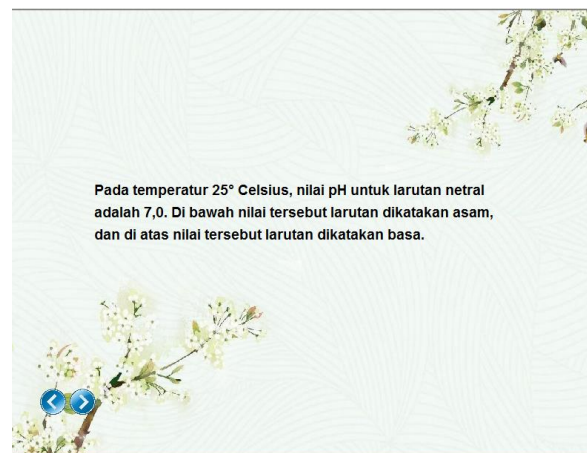 Pada temperatur 25° Celsius, nilai pH untuk larutan netral
adalah 7,0. Di bawah nilai tersebut larutan dikatakan asam,
dan di atas nilai tersebut larutan dikatakan basa.